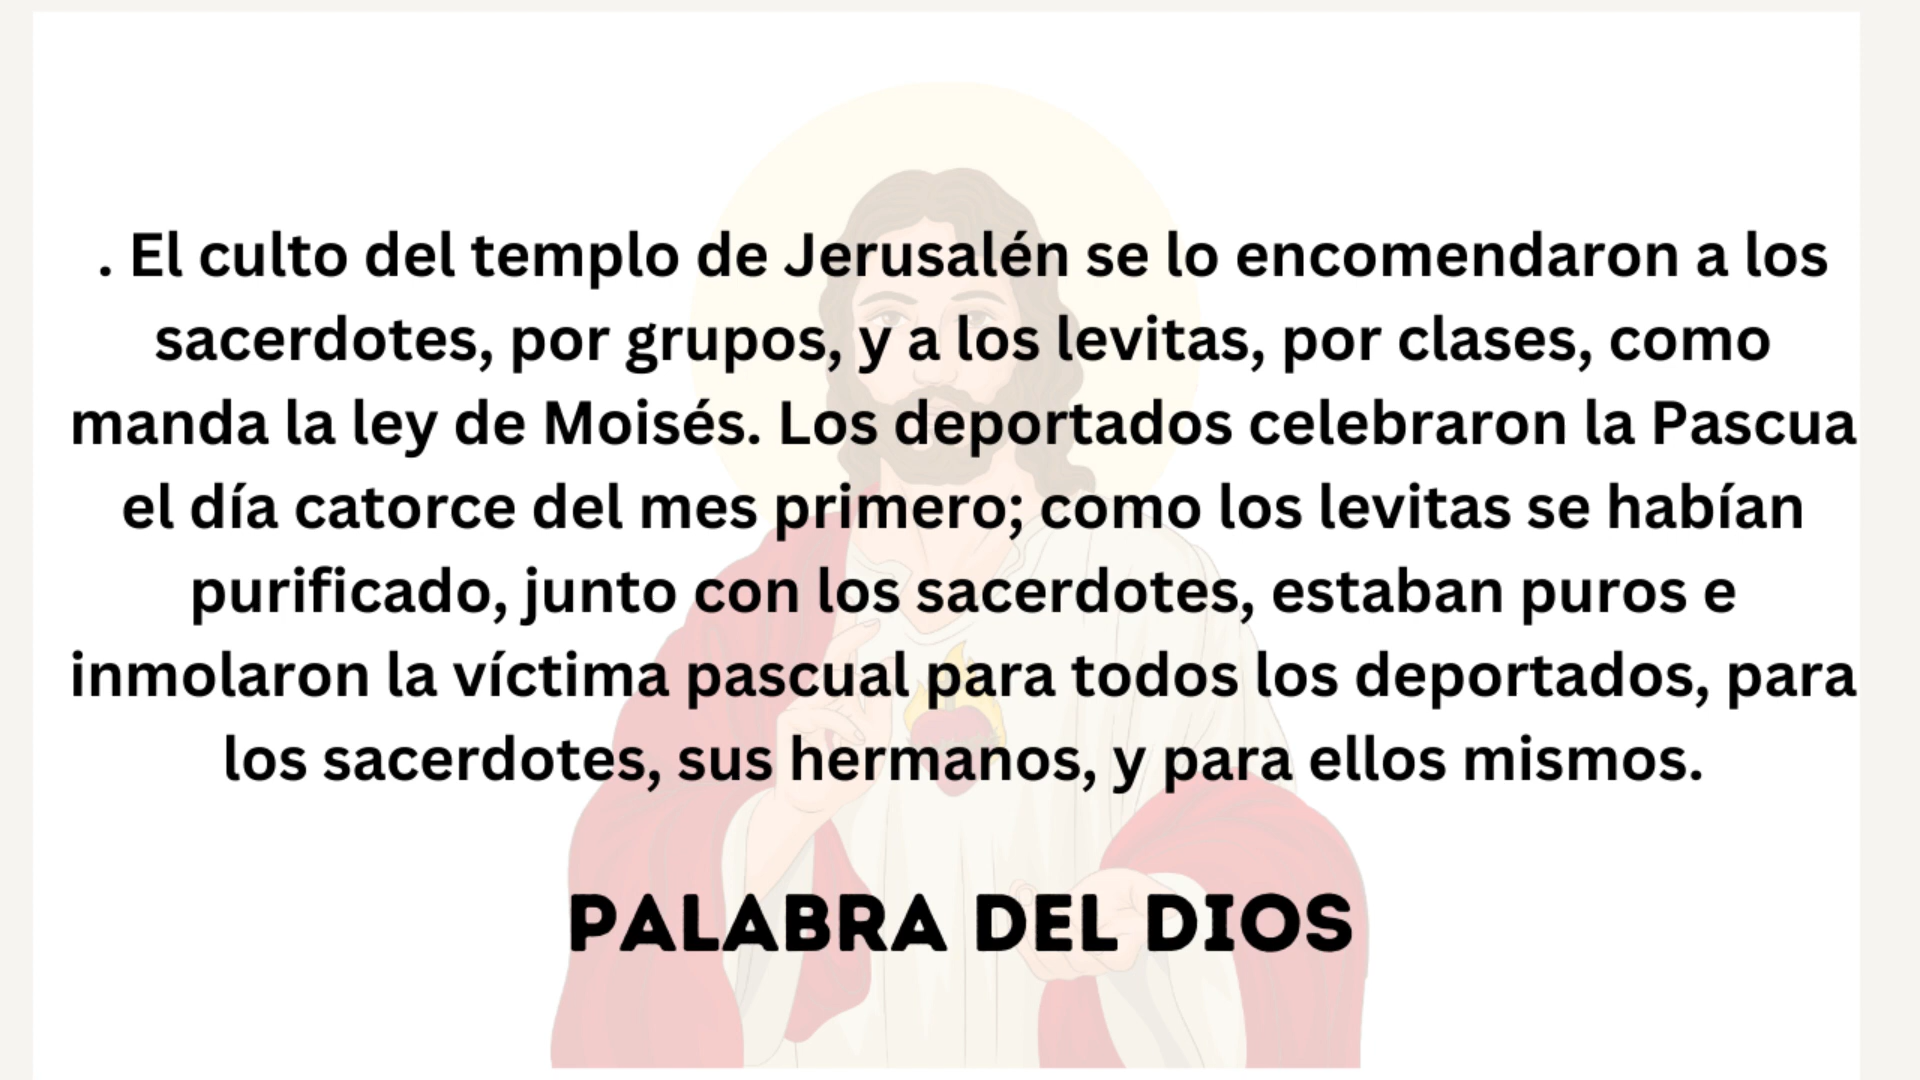 . El culto del templo de Jerusalén se lo encomendaron a los
sacerdotes, por grupos, y a los levitas, por clases, como
manda la ley de Moisés. Los deportados celebraron la Pascua
el día catorce del mes primero; como los levitas se habían
purificado, junto con los sacerdotes, estaban puros e
inmolaron la víctima pascual para todos los deportados, para
los sacerdotes, sus hermanos, y para ellos mismos.
PALABRA DEL DIOS